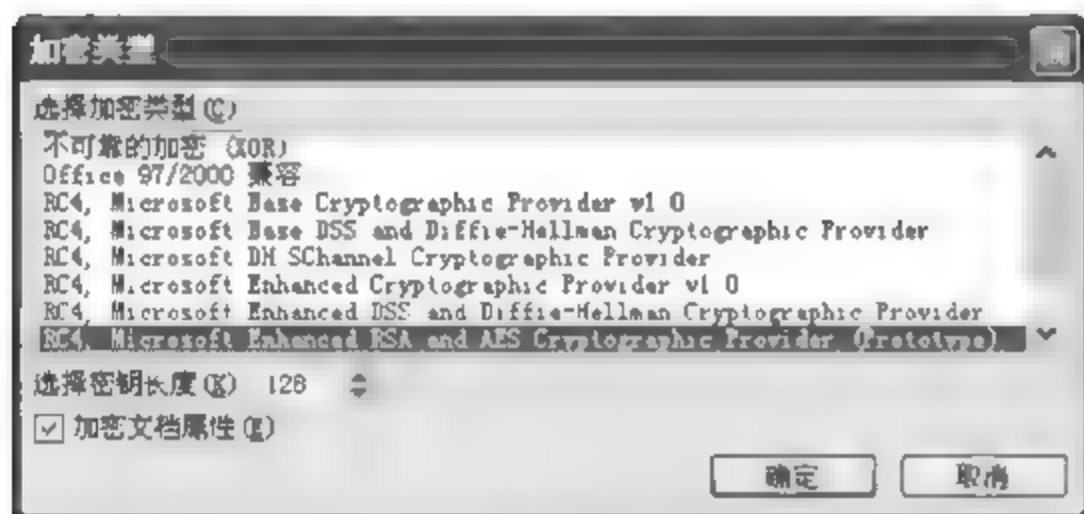 加密类型
选择加密类型(C)
不可靠的加密 (XOR)
Office 97/2000 兼容
RC4, Microsoft Base Cryptographic Provider v1 0
RC4, Microsoft Base DSS and Diffie-Hellman Cryptographic Provider
RC4, Microsoft DH SChannel Cryptographic Provider
RC4, Microsoft Enhanced Cryptographic Provider v1 0
RC4, Microsoft Enhanced DSS and Diffie-Hellman Cryptographic Provider
RC4, Microsoft Enhanced RSA and AES Cryptographic Provider (Prototype)
选择密钥长度(K) 128
加密文档属性(E)
确定 取消